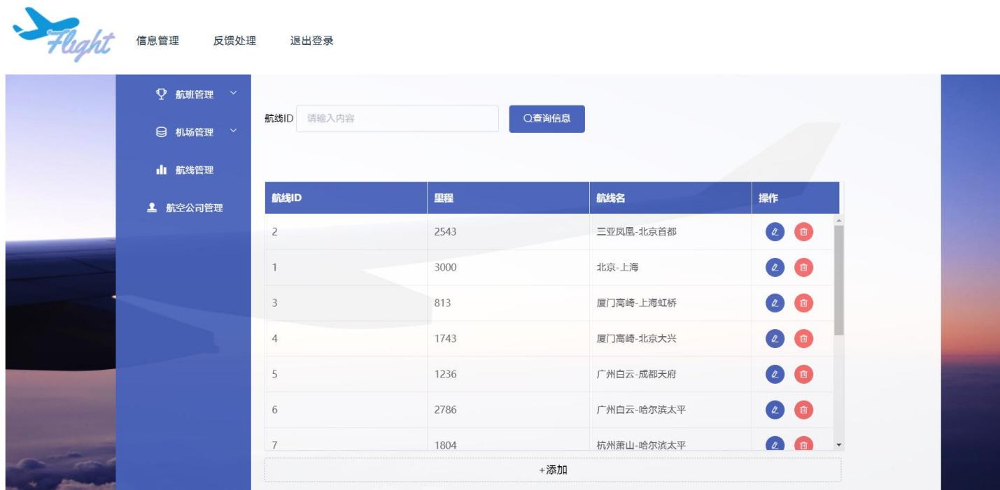 Flight 信息管理 反馈处理 退出登录
航班管理
机场管理
航线管理
航空公司管理
航线ID 请输入内容 查询信息
航线ID 里程 航线名 操作
2 2543 三亚凤凰-北京首都
1 3000 北京-上海
3 813 厦门高崎-上海虹桥
4 1743 厦门高崎-北京大兴
5 1236 广州白云-成都天府
6 2786 广州白云-哈尔滨太平
7 1804 杭州萧山-哈尔滨太平
+添加